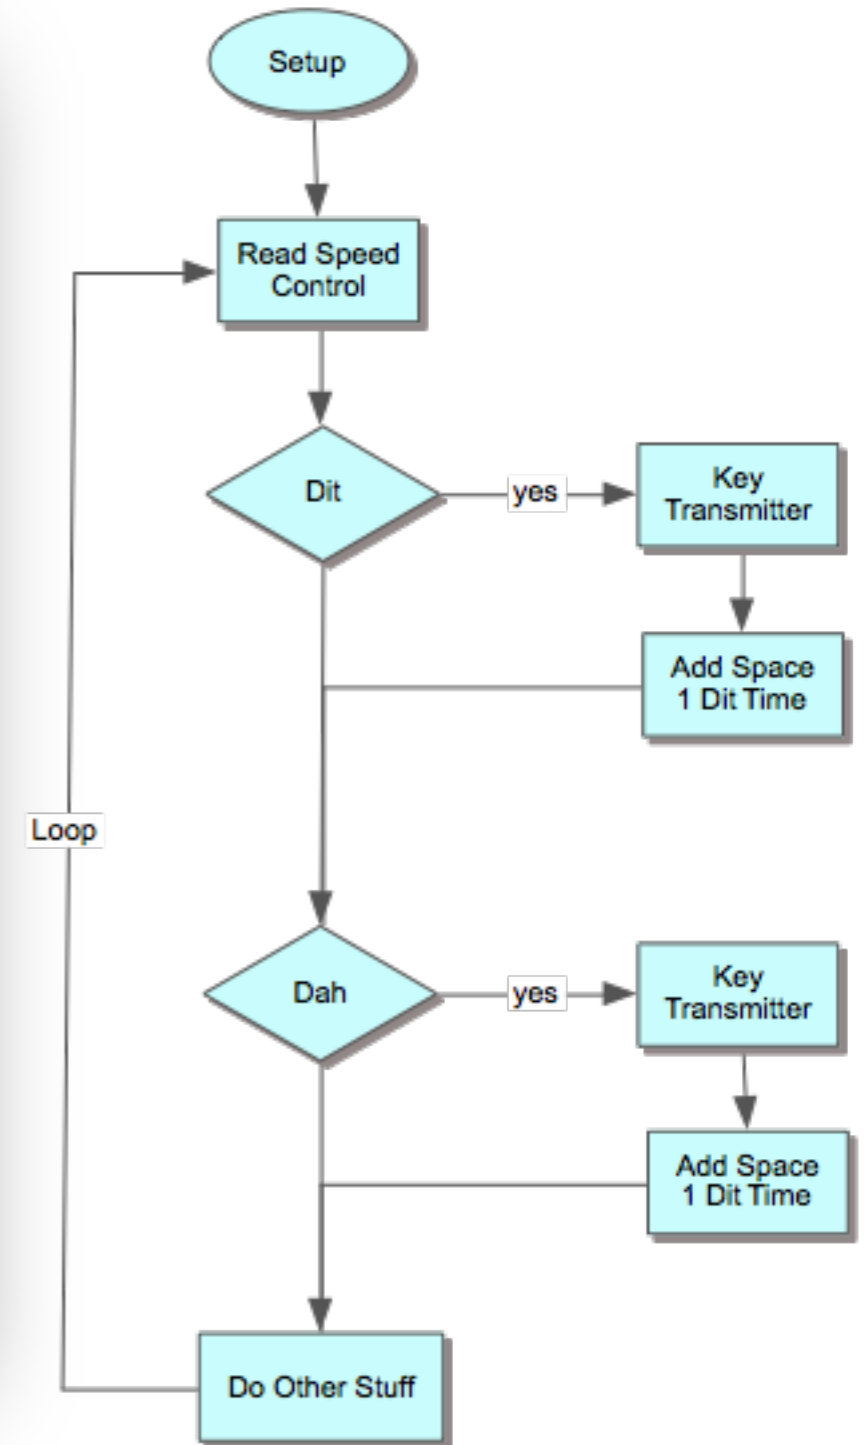 Setup
Read Speed
Control
Dit
yes
Key
Transmitter
Add Space
1 Dit Time
Loop
Dah
yes
Key
Transmitter
Add Space
1 Dit Time
Do Other Stuff